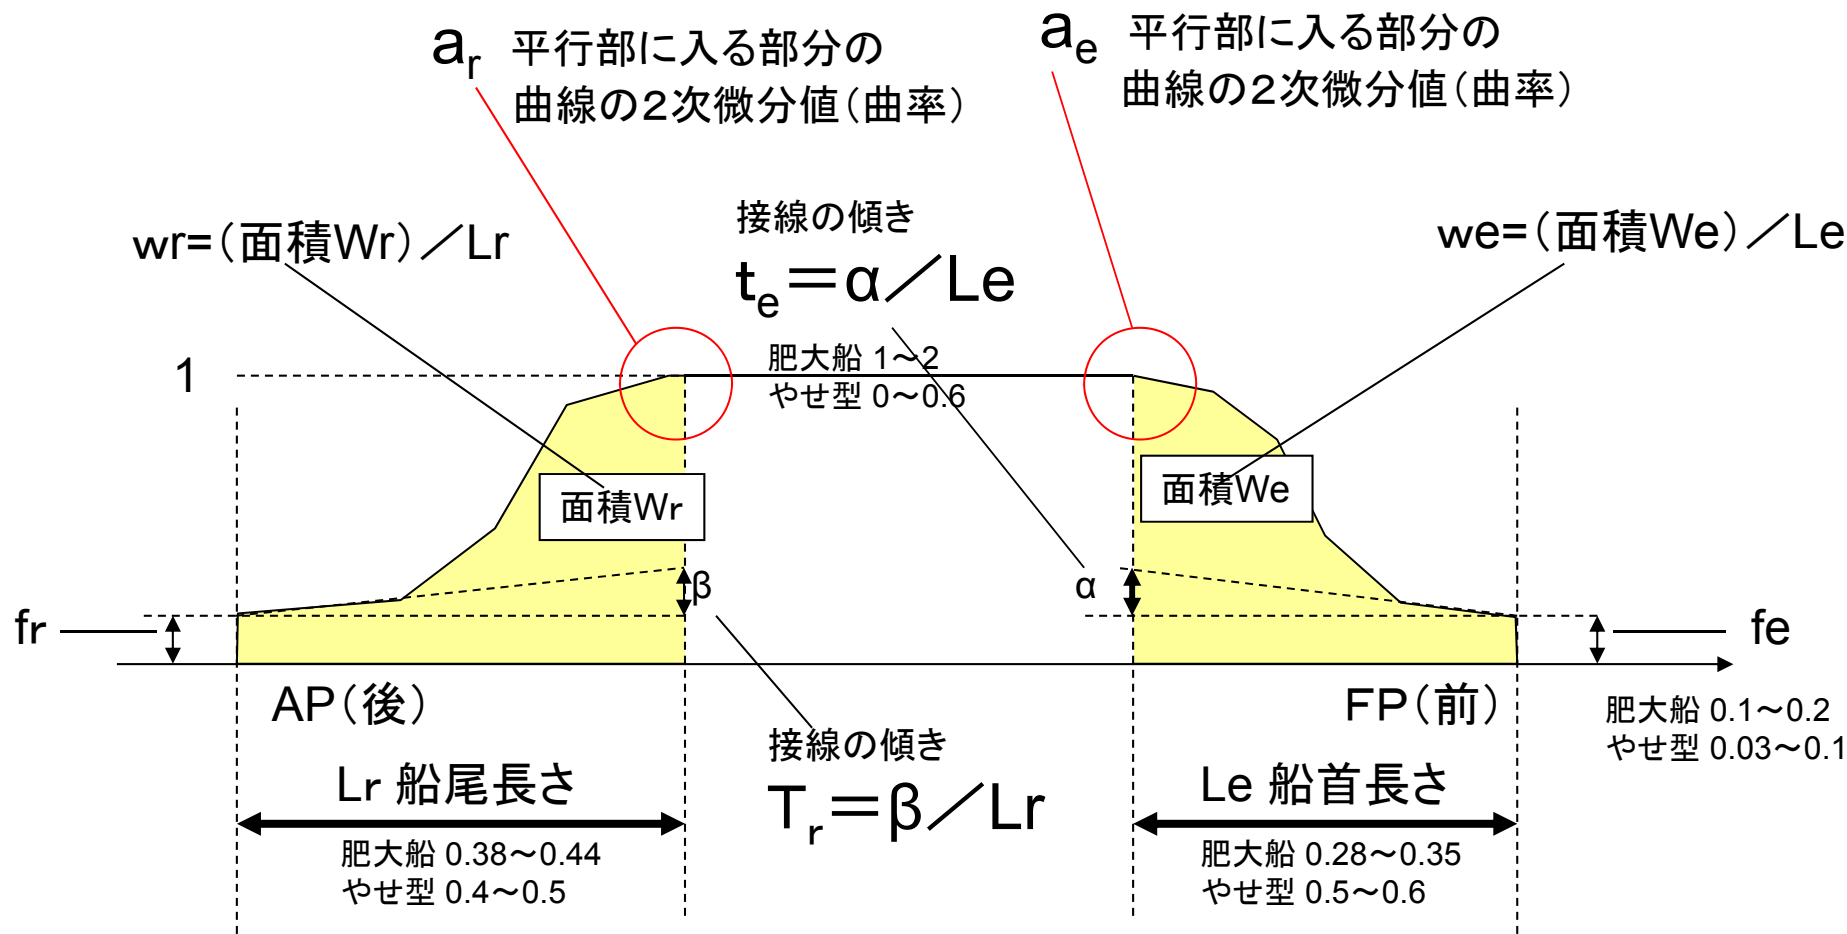 ar 平行部に入る部分の
曲線の２次微分値（曲率）
ae 平行部に入る部分の
曲線の２次微分値（曲率）
wr=（面積Wr）／Lr
接線の傾き
te＝α／Le
we=（面積We）／Le
肥大船 1～2
やせ型 0～0.6
1
面積Wr
面積We
β
α
fr
fe
AP（後）
FP（前）
肥大船 0.1～0.2
やせ型 0.03～0.1
接線の傾き
Tr＝β／Lr
Lr 船尾長さ
肥大船 0.38～0.44
やせ型 0.4～0.5
Le 船首長さ
肥大船 0.28～0.35
やせ型 0.5～0.6